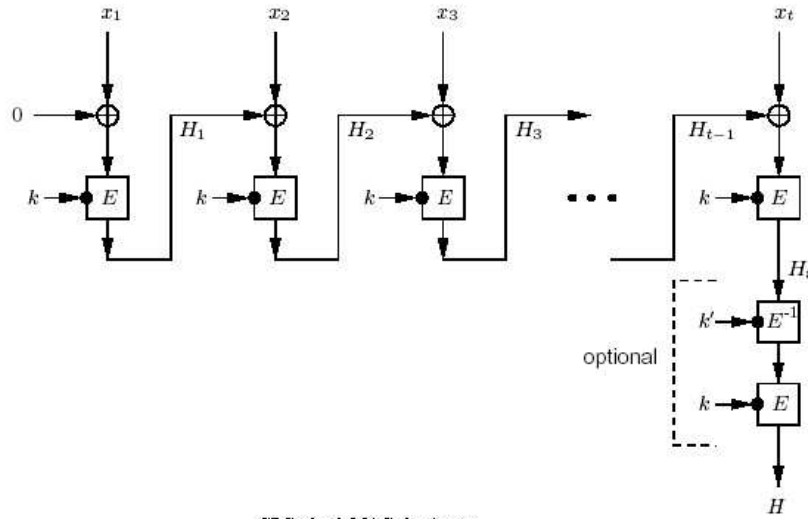 x₁ x₂ x₃ xₜ
0 H₁ H₂ H₃ Hₜ₋₁
k E k E k E k E
Hₜ
k′ E⁻¹
optional
k E
H